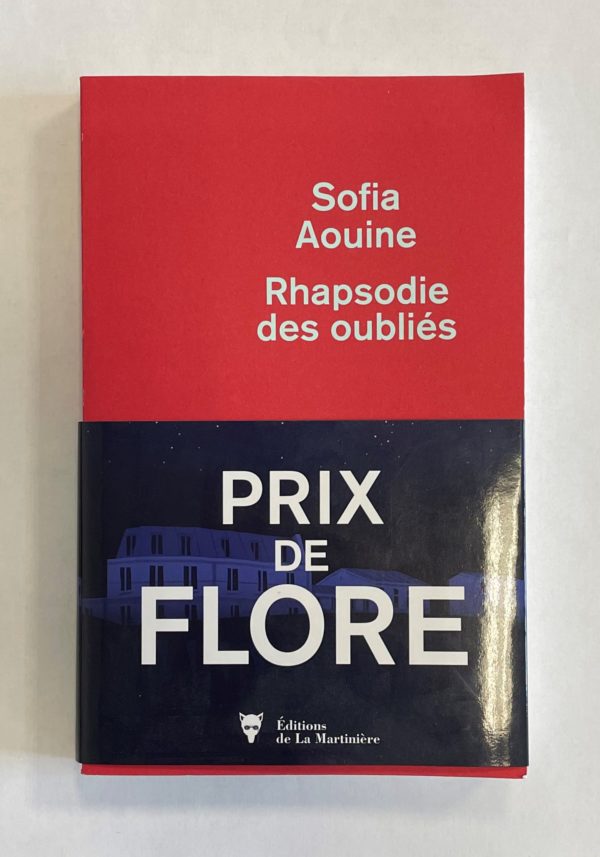 Sofia
Aouine
Rhapsodie
des oubliés
PRIX
DE
FLORE
Éditions
de La Martinière